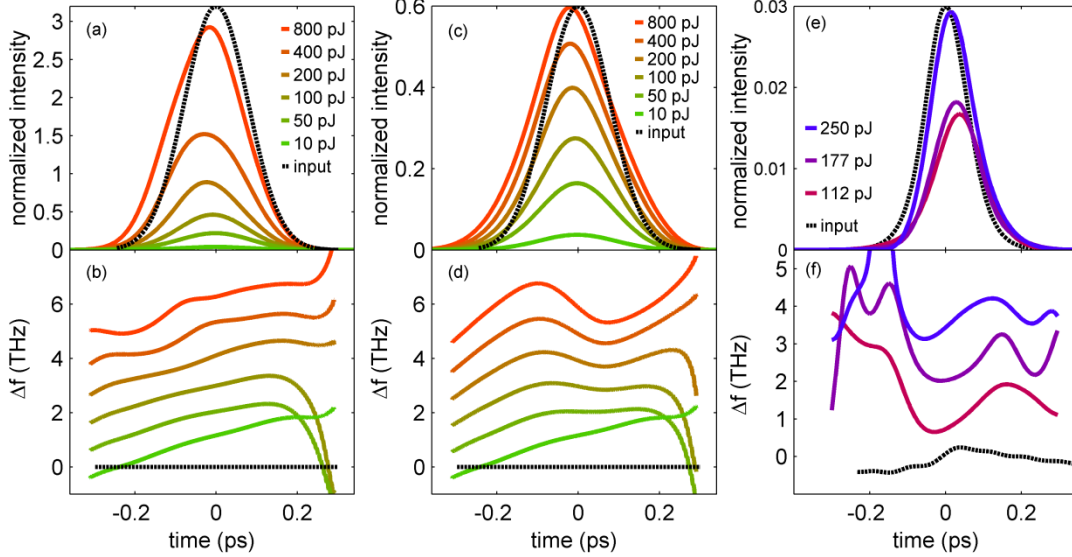 (a)
800 pJ
400 pJ
200 pJ
100 pJ
50 pJ
10 pJ
input
normalized intensity
3
2.5
2
1.5
1
0.5
0
(b)
Δf (THz)
6
4
2
0
-0.2
0
0.2
time (ps)
(c)
800 pJ
400 pJ
200 pJ
100 pJ
50 pJ
10 pJ
input
normalized intensity
0.6
0.4
0.2
0
(d)
Δf (THz)
6
4
2
0
-0.2
0
0.2
time (ps)
(e)
250 pJ
177 pJ
112 pJ
input
normalized intensity
0.03
0.02
0.01
0
(f)
Δf (THz)
5
4
3
2
1
0
-0.2
0
0.2
time (ps)